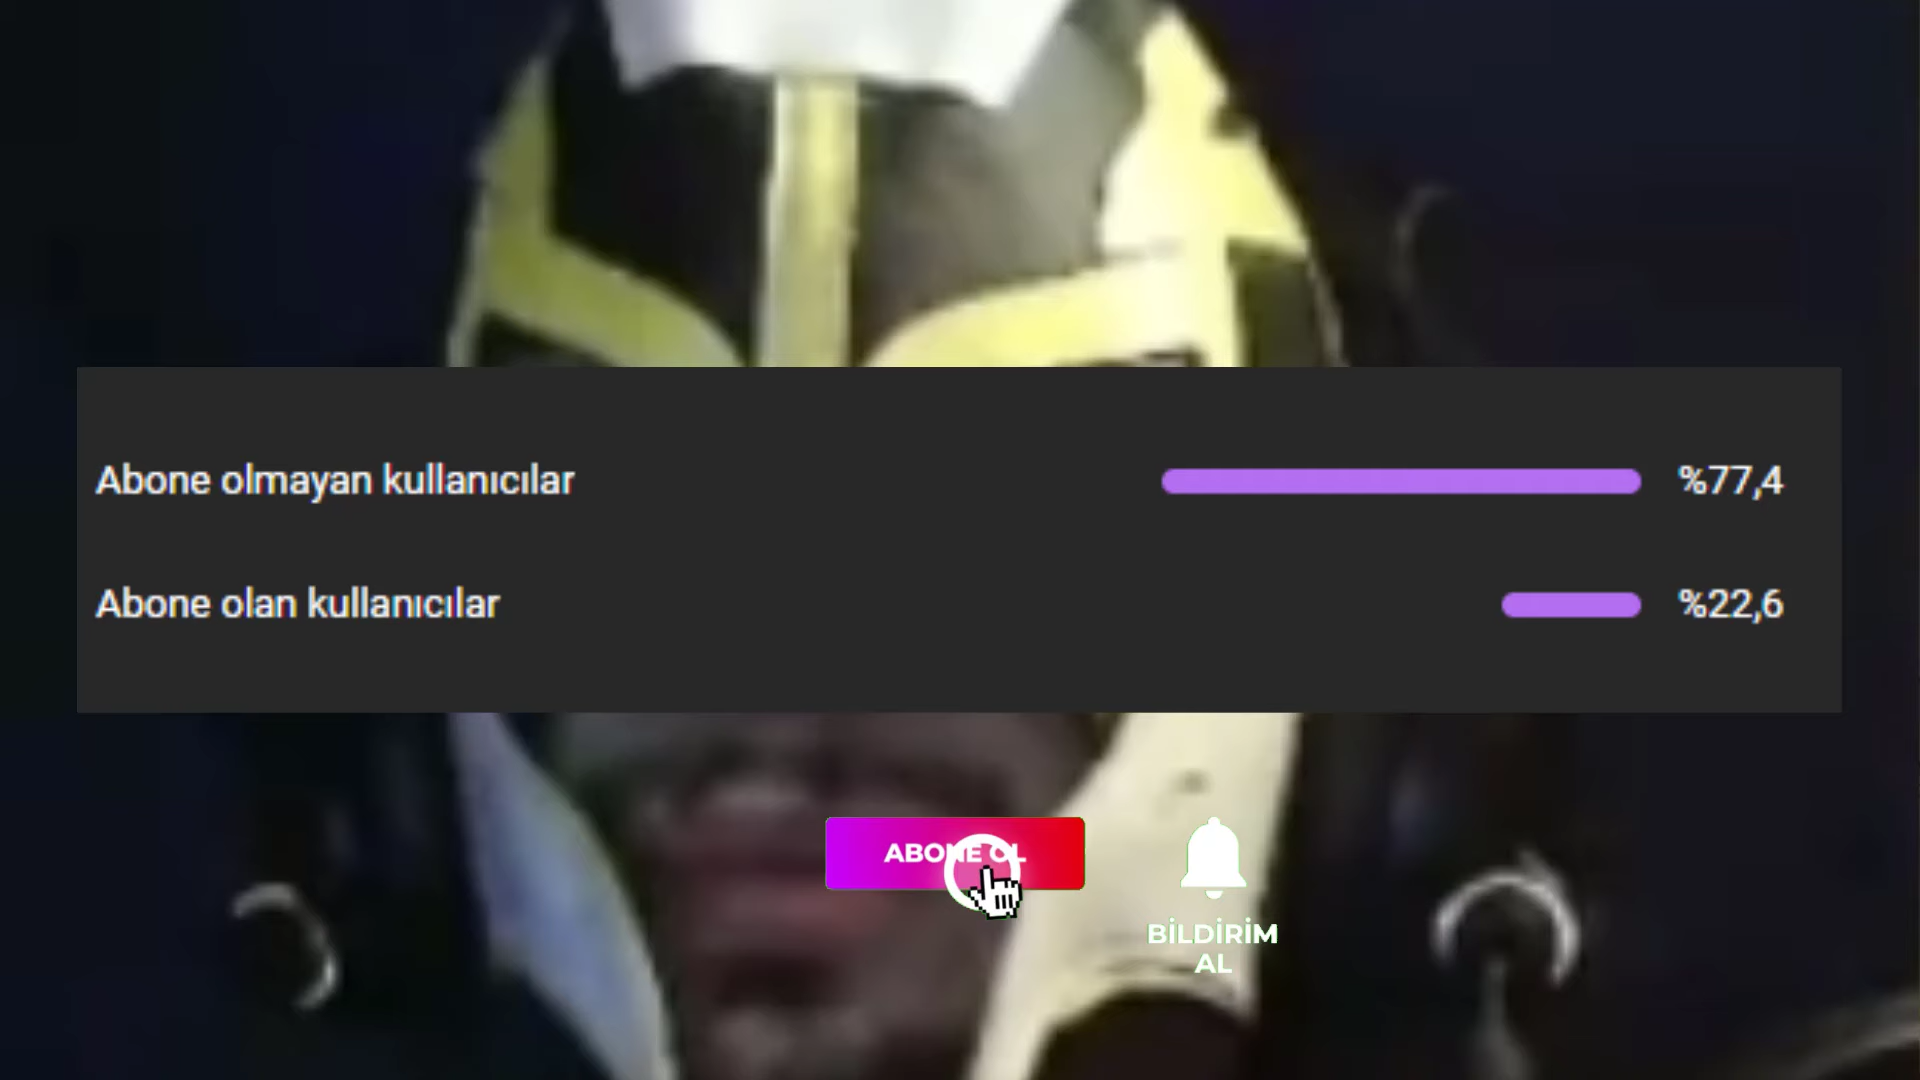 Abone olmayan kullanıcılar %77,4
Abone olan kullanıcılar %22,6
ABONE OL
BİLDİRİM
AL